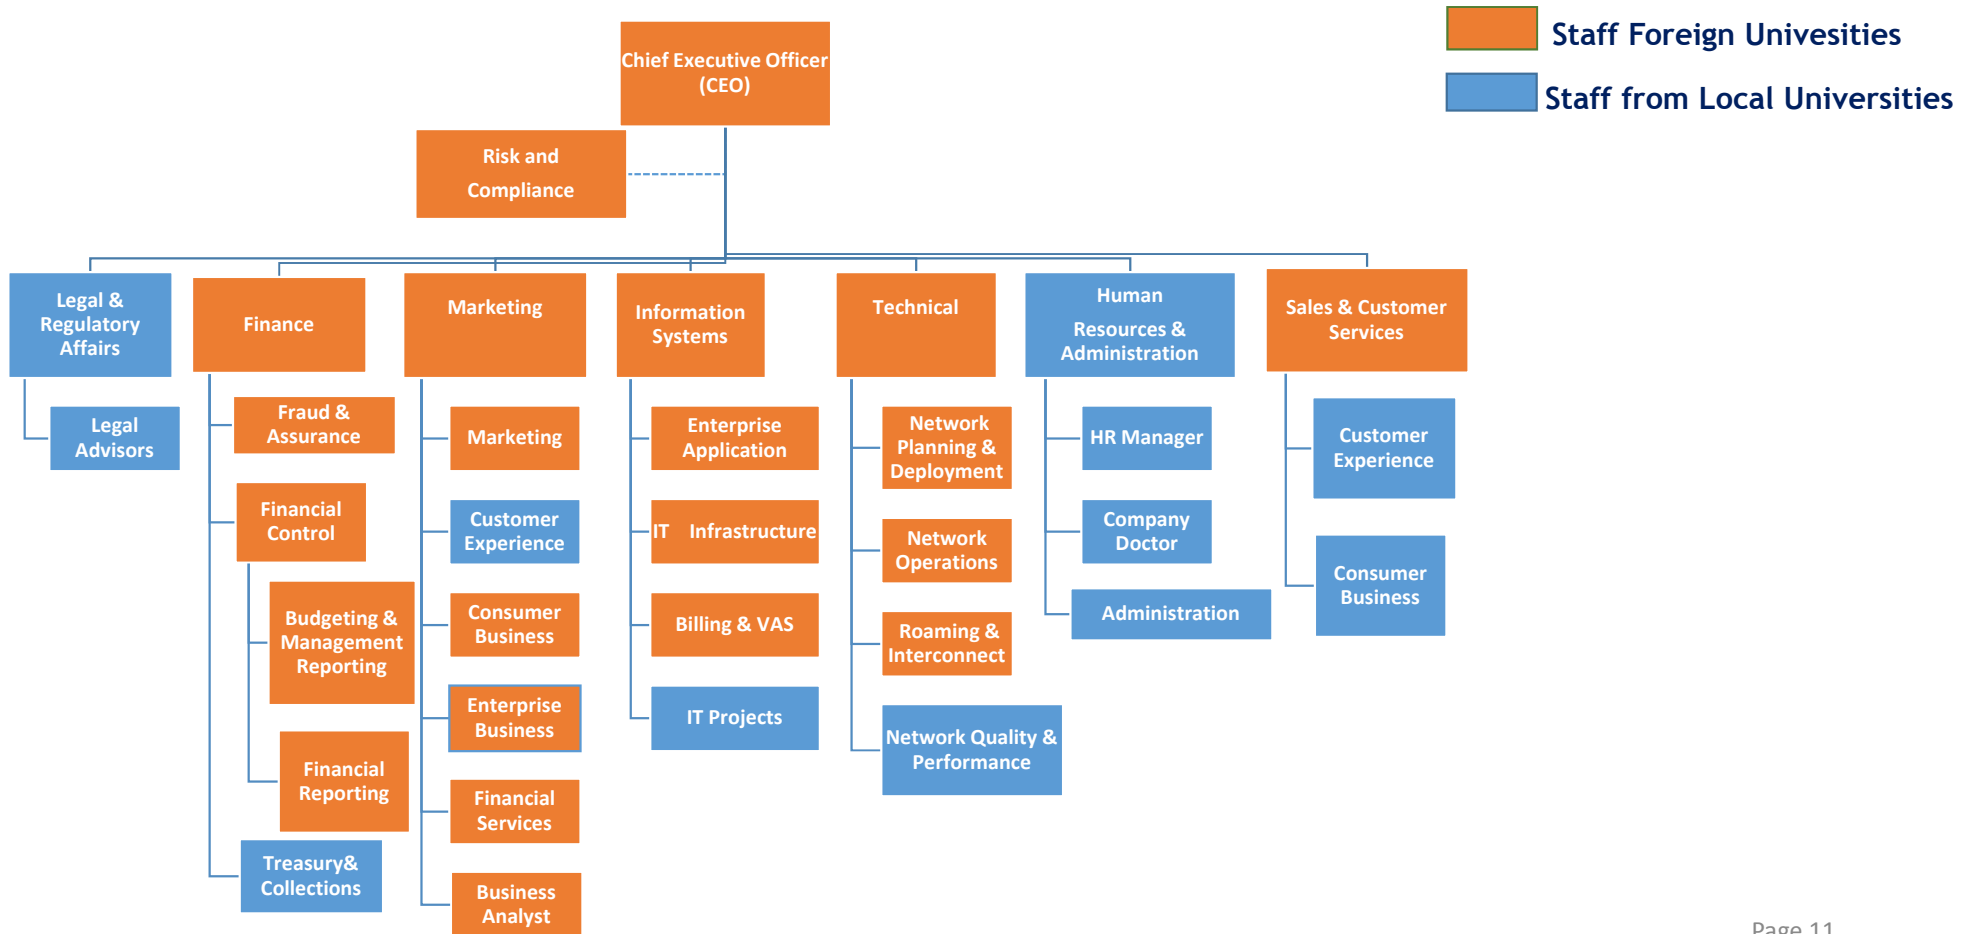 Staff Foreign Univesities
Staff from Local Universities
Chief Executive Officer
(CEO)
Risk and
Compliance
Legal &
Regulatory
Affairs
Legal
Advisors
Finance
Fraud &
Assurance
Financial
Control
Budgeting &
Management
Reporting
Financial
Reporting
Treasury&
Collections
Marketing
Marketing
Customer
Experience
Consumer
Business
Enterprise
Business
Financial
Services
Business
Analyst
Information
Systems
Enterprise
Application
IT Infrastructure
Billing & VAS
IT Projects
Technical
Network
Planning &
Deployment
Network
Operations
Roaming &
Interconnect
Network Quality &
Performance
Human
Resources &
Administration
HR Manager
Company
Doctor
Administration
Sales & Customer
Services
Customer
Experience
Consumer
Business
Page 11